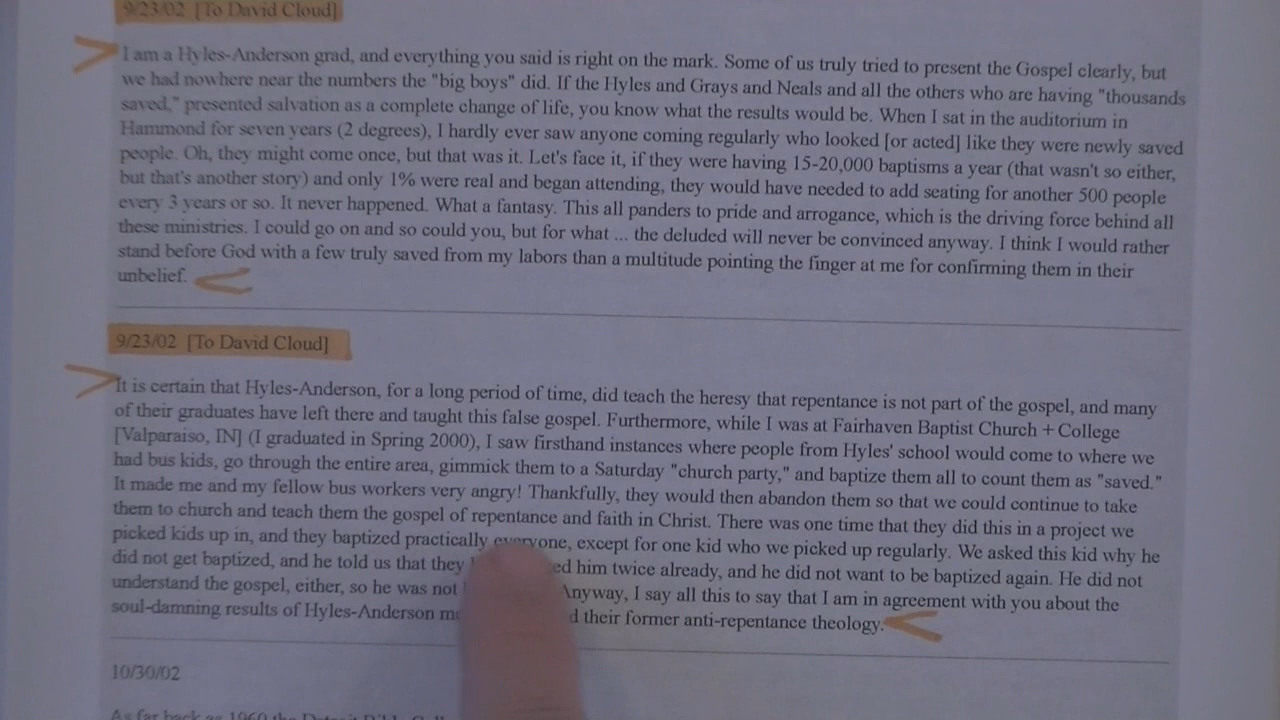 9/23/02 [To David Cloud]
I am a Hyles-Anderson grad, and everything you said is right on the mark. Some of us truly tried to present the Gospel clearly, but
we had nowhere near the numbers the "big boys" did. If the Hyles and Grays and Neals and all the others who are having "thousands
saved," presented salvation as a complete change of life, you know what the results would be. When I sat in the auditorium in
Hammond for seven years (2 degrees), I hardly ever saw anyone coming regularly who looked [or acted] like they were newly saved
people. Oh, they might come once, but that was it. Let's face it, if they were having 15-20,000 baptisms a year (that wasn't so either,
but that's another story) and only 1% were real and began attending, they would have needed to add seating for another 500 people
every 3 years or so. It never happened. What a fantasy. This all panders to pride and arrogance, which is the driving force behind all
these ministries. I could go on and so could you, but for what ... the deluded will never be convinced anyway. I think I would rather
stand before God with a few truly saved from my labors than a multitude pointing the finger at me for confirming them in their
unbelief.
9/23/02 [To David Cloud]
It is certain that Hyles-Anderson, for a long period of time, did teach the heresy that repentance is not part of the gospel, and many
of their graduates have left there and taught this false gospel. Furthermore, while I was at Fairhaven Baptist Church + College
[Valparaiso, IN] (I graduated in Spring 2000), I saw firsthand instances where people from Hyles' school would come to where we
had bus kids, go through the entire area, gimmick them to a Saturday "church party," and baptize them all to count them as "saved."
It made me and my fellow bus workers very angry! Thankfully, they would then abandon them so that we could continue to take
them to church and teach them the gospel of repentance and faith in Christ. There was one time that they did this in a project we
picked kids up in, and they baptized practically everyone, except for one kid who we picked up regularly. We asked this kid why he
did not get baptized, and he told us that they him twice already, and he did not want to be baptized again. He did not
understand the gospel, either, so he was not Anyway, I say all this to say that I am in agreement with you about the
soul-damning results of Hyles-Anderson their former anti-repentance theology.
10/30/02
As far back as 1960 the Detroit